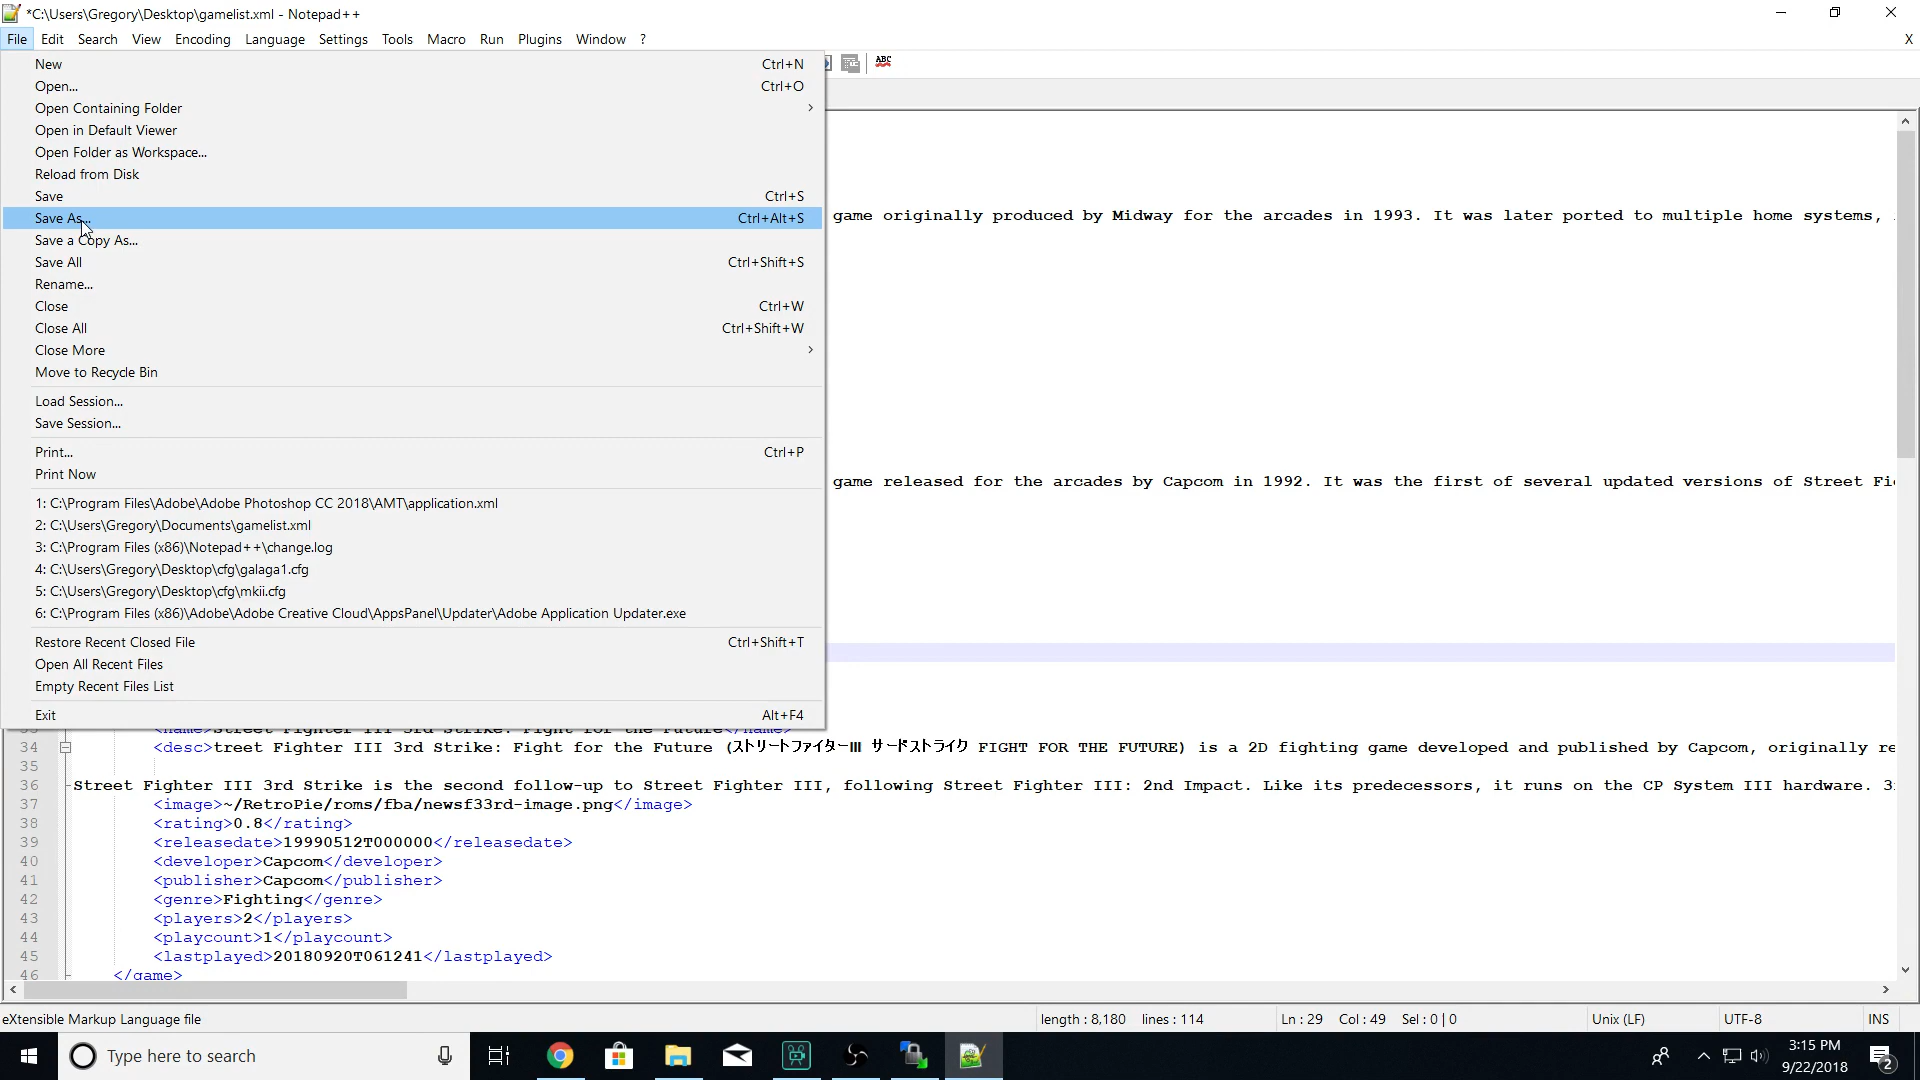 *C:\Users\Gregory\Desktop\gamelist.xml - Notepad++
File Edit Search View Encoding Language Settings Tools Macro Run Plugins Window ? X
New Ctrl+N
Open... Ctrl+O
Open Containing Folder
Open in Default Viewer
Open Folder as Workspace...
Reload from Disk
Save Ctrl+S
Save As... Ctrl+Alt+S
Save a Copy As...
Save All Ctrl+Shift+S
Rename...
Close Ctrl+W
Close All Ctrl+Shift+W
Close More
Move to Recycle Bin
Load Session...
Save Session...
Print... Ctrl+P
Print Now
1: C:\Program Files\Adobe\Adobe Photoshop CC 2018\AMT\application.xml
2: C:\Users\Gregory\Documents\gamelist.xml
3: C:\Program Files (x86)\Notepad++\change.log
4: C:\Users\Gregory\Desktop\cfg\galaga1.cfg
5: C:\Users\Gregory\Desktop\cfg\mkii.cfg
6: C:\Program Files (x86)\Adobe\Adobe Creative Cloud\AppsPanel\Updater\Adobe Application Updater.exe
Restore Recent Closed File Ctrl+Shift+T
Open All Recent Files
Empty Recent Files List
Exit Alt+F4
ABC
game originally produced by Midway for the arcades in 1993. It was later ported to multiple home systems,
game released for the arcades by Capcom in 1992. It was the first of several updated versions of Street
33 <name>Street Fighter III 3rd Strike: Fight for the Future</name>
34 <desc>treet Fighter III 3rd Strike: Fight for the Future (ストリートファイターIII サードストライク FIGHT FOR THE FUTURE) is a 2D fighting game developed and published by Capcom, originally
35
36 Street Fighter III 3rd Strike is the second follow-up to Street Fighter III, following Street Fighter III: 2nd Impact. Like its predecessors, it runs on the CP System III hardware.
37 <image>~/RetroPie/roms/fba/newsf33rd-image.png</image>
38 <rating>0.8</rating>
39 <releasedate>19990512T000000</releasedate>
40 <developer>Capcom</developer>
41 <publisher>Capcom</publisher>
42 <genre>Fighting</genre>
43 <players>2</players>
44 <playcount>1</playcount>
45 <lastplayed>20180920T061241</lastplayed>
46 </game>
eXtensible Markup Language file length : 8,180 lines : 114 Ln : 29 Col : 49 Sel : 0 | 0 Unix (LF) UTF-8 INS
Type here to search
3:15 PM
9/22/2018
2